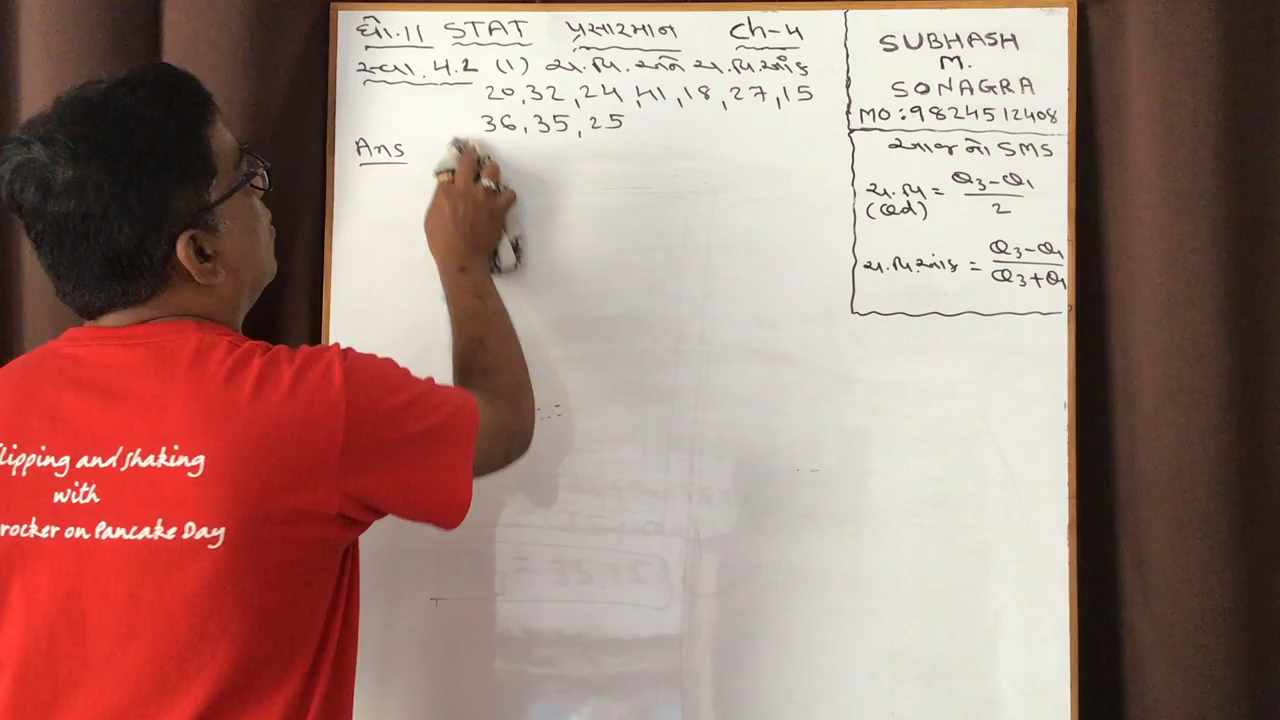 ધો.11 STAT પ્રસારમાન Ch-4
સ્વા. 4.2 (1) ચ.વિ. અને ચ.વિ.અંક
20, 32, 24, 41, 18, 27, 15
36, 35, 25
Ans
SUBHASH
M.
SONAGRA
MO:9824512408
આજ નો SMS
ચ.વિ = Q3-Q1
(Qd) 2
ચ.વિ.અંક = Q3-Q1
Q3+Q1
lipping and shaking
with
rocker on Pancake Day